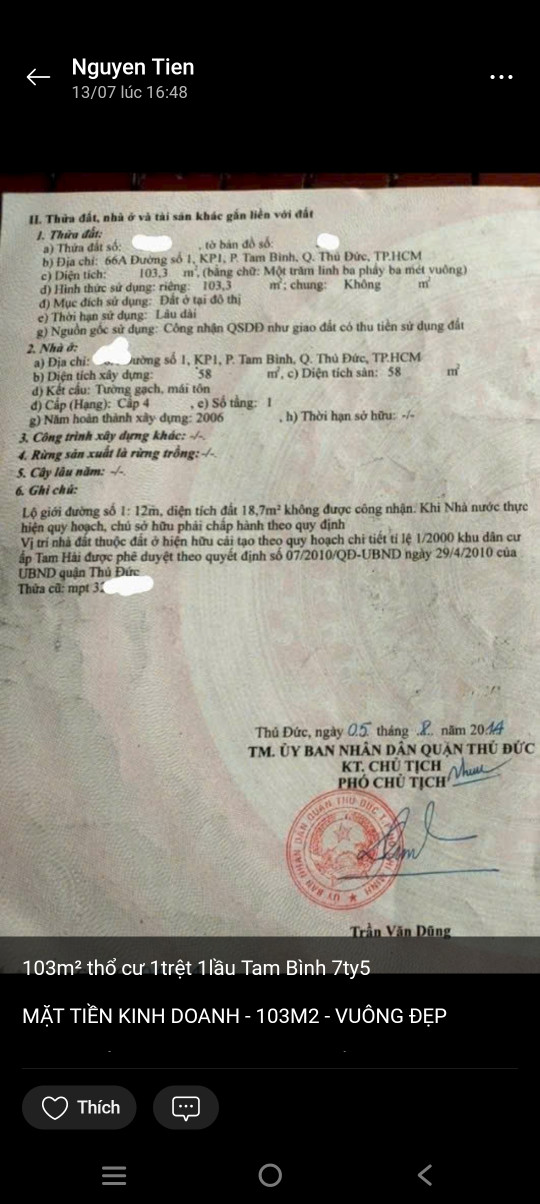 Nguyen Tien
13/07 lúc 16:48
II. Thửa đất, nhà ở và tài sản khác gắn liền với đất
1. Thửa đất:
a) Thửa đất số: , tờ bản đồ số:
b) Địa chỉ: 66A Đường số 1, KP1, P. Tam Bình, Q. Thủ Đức, TP.HCM
c) Diện tích: 103,3 m², (bằng chữ: Một trăm linh ba phẩy ba mét vuông)
d) Hình thức sử dụng: riêng: 103,3 m²; chung: Không m²
đ) Mục đích sử dụng: Đất ở tại đô thị
e) Thời hạn sử dụng: Lâu dài
g) Nguồn gốc sử dụng: Công nhận QSDĐ như giao đất có thu tiền sử dụng đất
2. Nhà ở:
a) Địa chỉ: ường số 1, KP1, P. Tam Bình, Q. Thủ Đức, TP.HCM
b) Diện tích xây dựng: 58 m², c) Diện tích sàn: 58 m²
d) Kết cấu: Tường gạch, mái tôn
đ) Cấp (Hạng): Cấp 4 , e) Số tầng: 1
g) Năm hoàn thành xây dựng: 2006 , h) Thời hạn sở hữu: -/-
3. Công trình xây dựng khác: -/-
4. Rừng sản xuất là rừng trồng:-/-
5. Cây lâu năm: -/-
6. Ghi chú:
Lộ giới đường số 1: 12m, diện tích đất 18,7m² không được công nhận. Khi Nhà nước thực
hiện quy hoạch, chủ sở hữu phải chấp hành theo quy định
Vị trí nhà đất thuộc đất ở hiện hữu cải tạo theo quy hoạch chi tiết tỉ lệ 1/2000 khu dân cư
ấp Tam Hải được phê duyệt theo quyết định số 07/2010/QĐ-UBND ngày 29/4/2010 của
UBND quận Thủ Đức
Thửa cũ: mpt 32
Thủ Đức, ngày 05 tháng 8 năm 2014
TM. ỦY BAN NHÂN DÂN QUẬN THỦ ĐỨC
KT. CHỦ TỊCH
PHÓ CHỦ TỊCH
Trần Văn Dũng
103m² thổ cư 1trệt 1lầu Tam Bình 7ty5
MẶT TIỀN KINH DOANH - 103M2 - VUÔNG ĐẸP
Thích